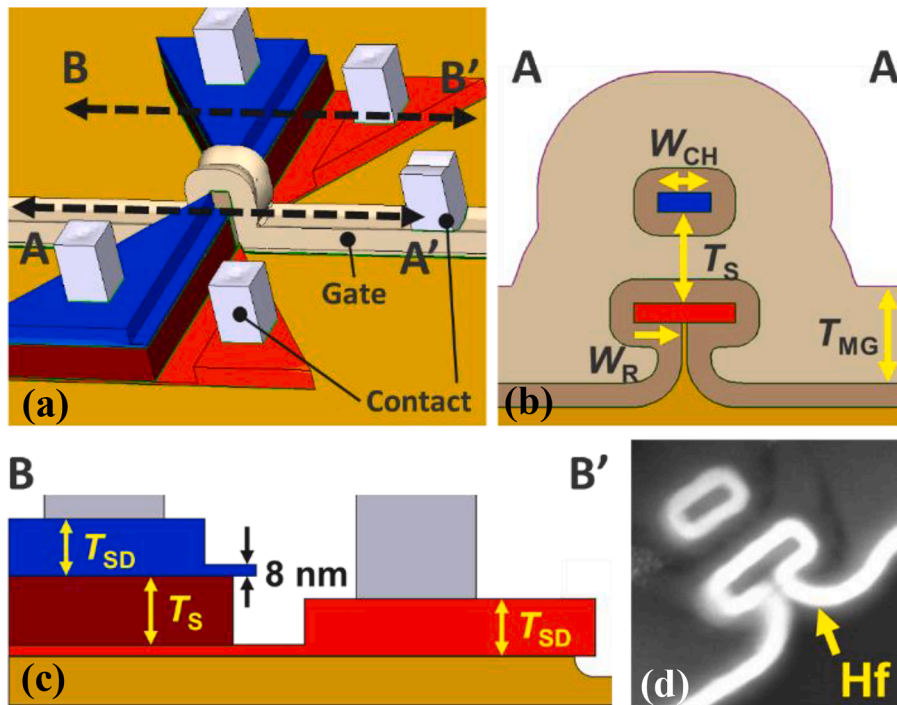 B
B'
A
A'
Gate
Contact
(a)
A
A
W_CH
T_S
W_R
T_MG
(b)
B
B'
T_SD
8 nm
T_S
T_SD
(c)
Hf
(d)